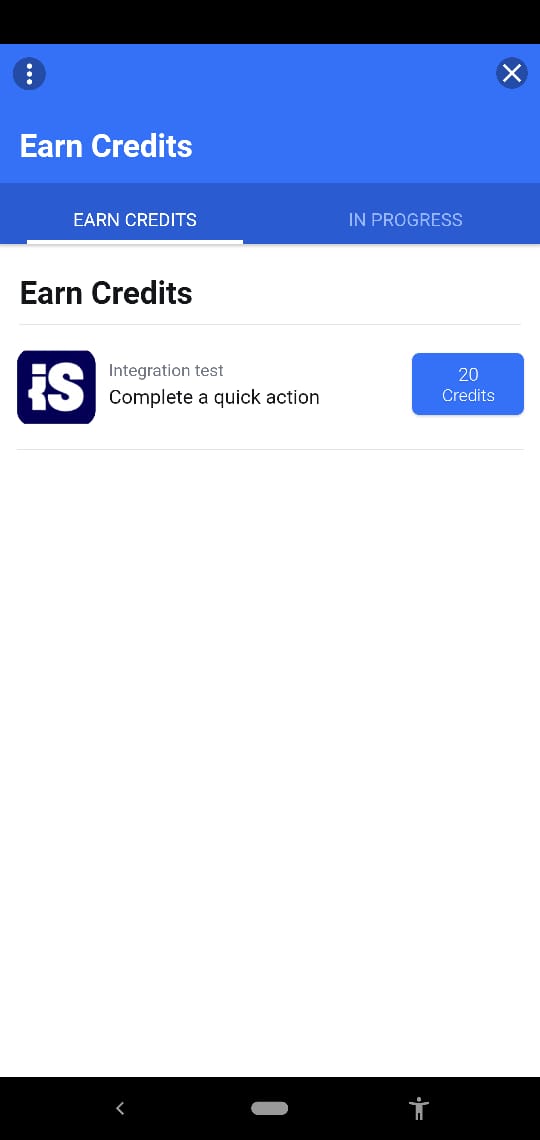 Earn Credits
EARN CREDITS
IN PROGRESS
Earn Credits
iS
Integration test
Complete a quick action
20
Credits